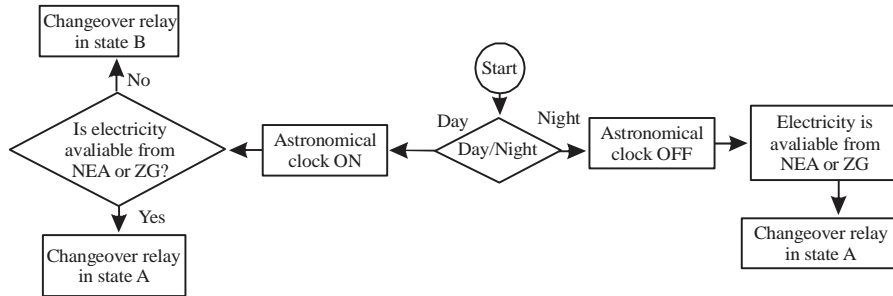 Changeover relay
in state B
Start
No
Day
Night
Is electricity
avaliable from
NEA or ZG?
Astronomical
clock ON
Day/Night
Astronomical
clock OFF
Electricity is
avaliable from
NEA or ZG
Yes
Changeover relay
in state A
Changeover relay
in state A